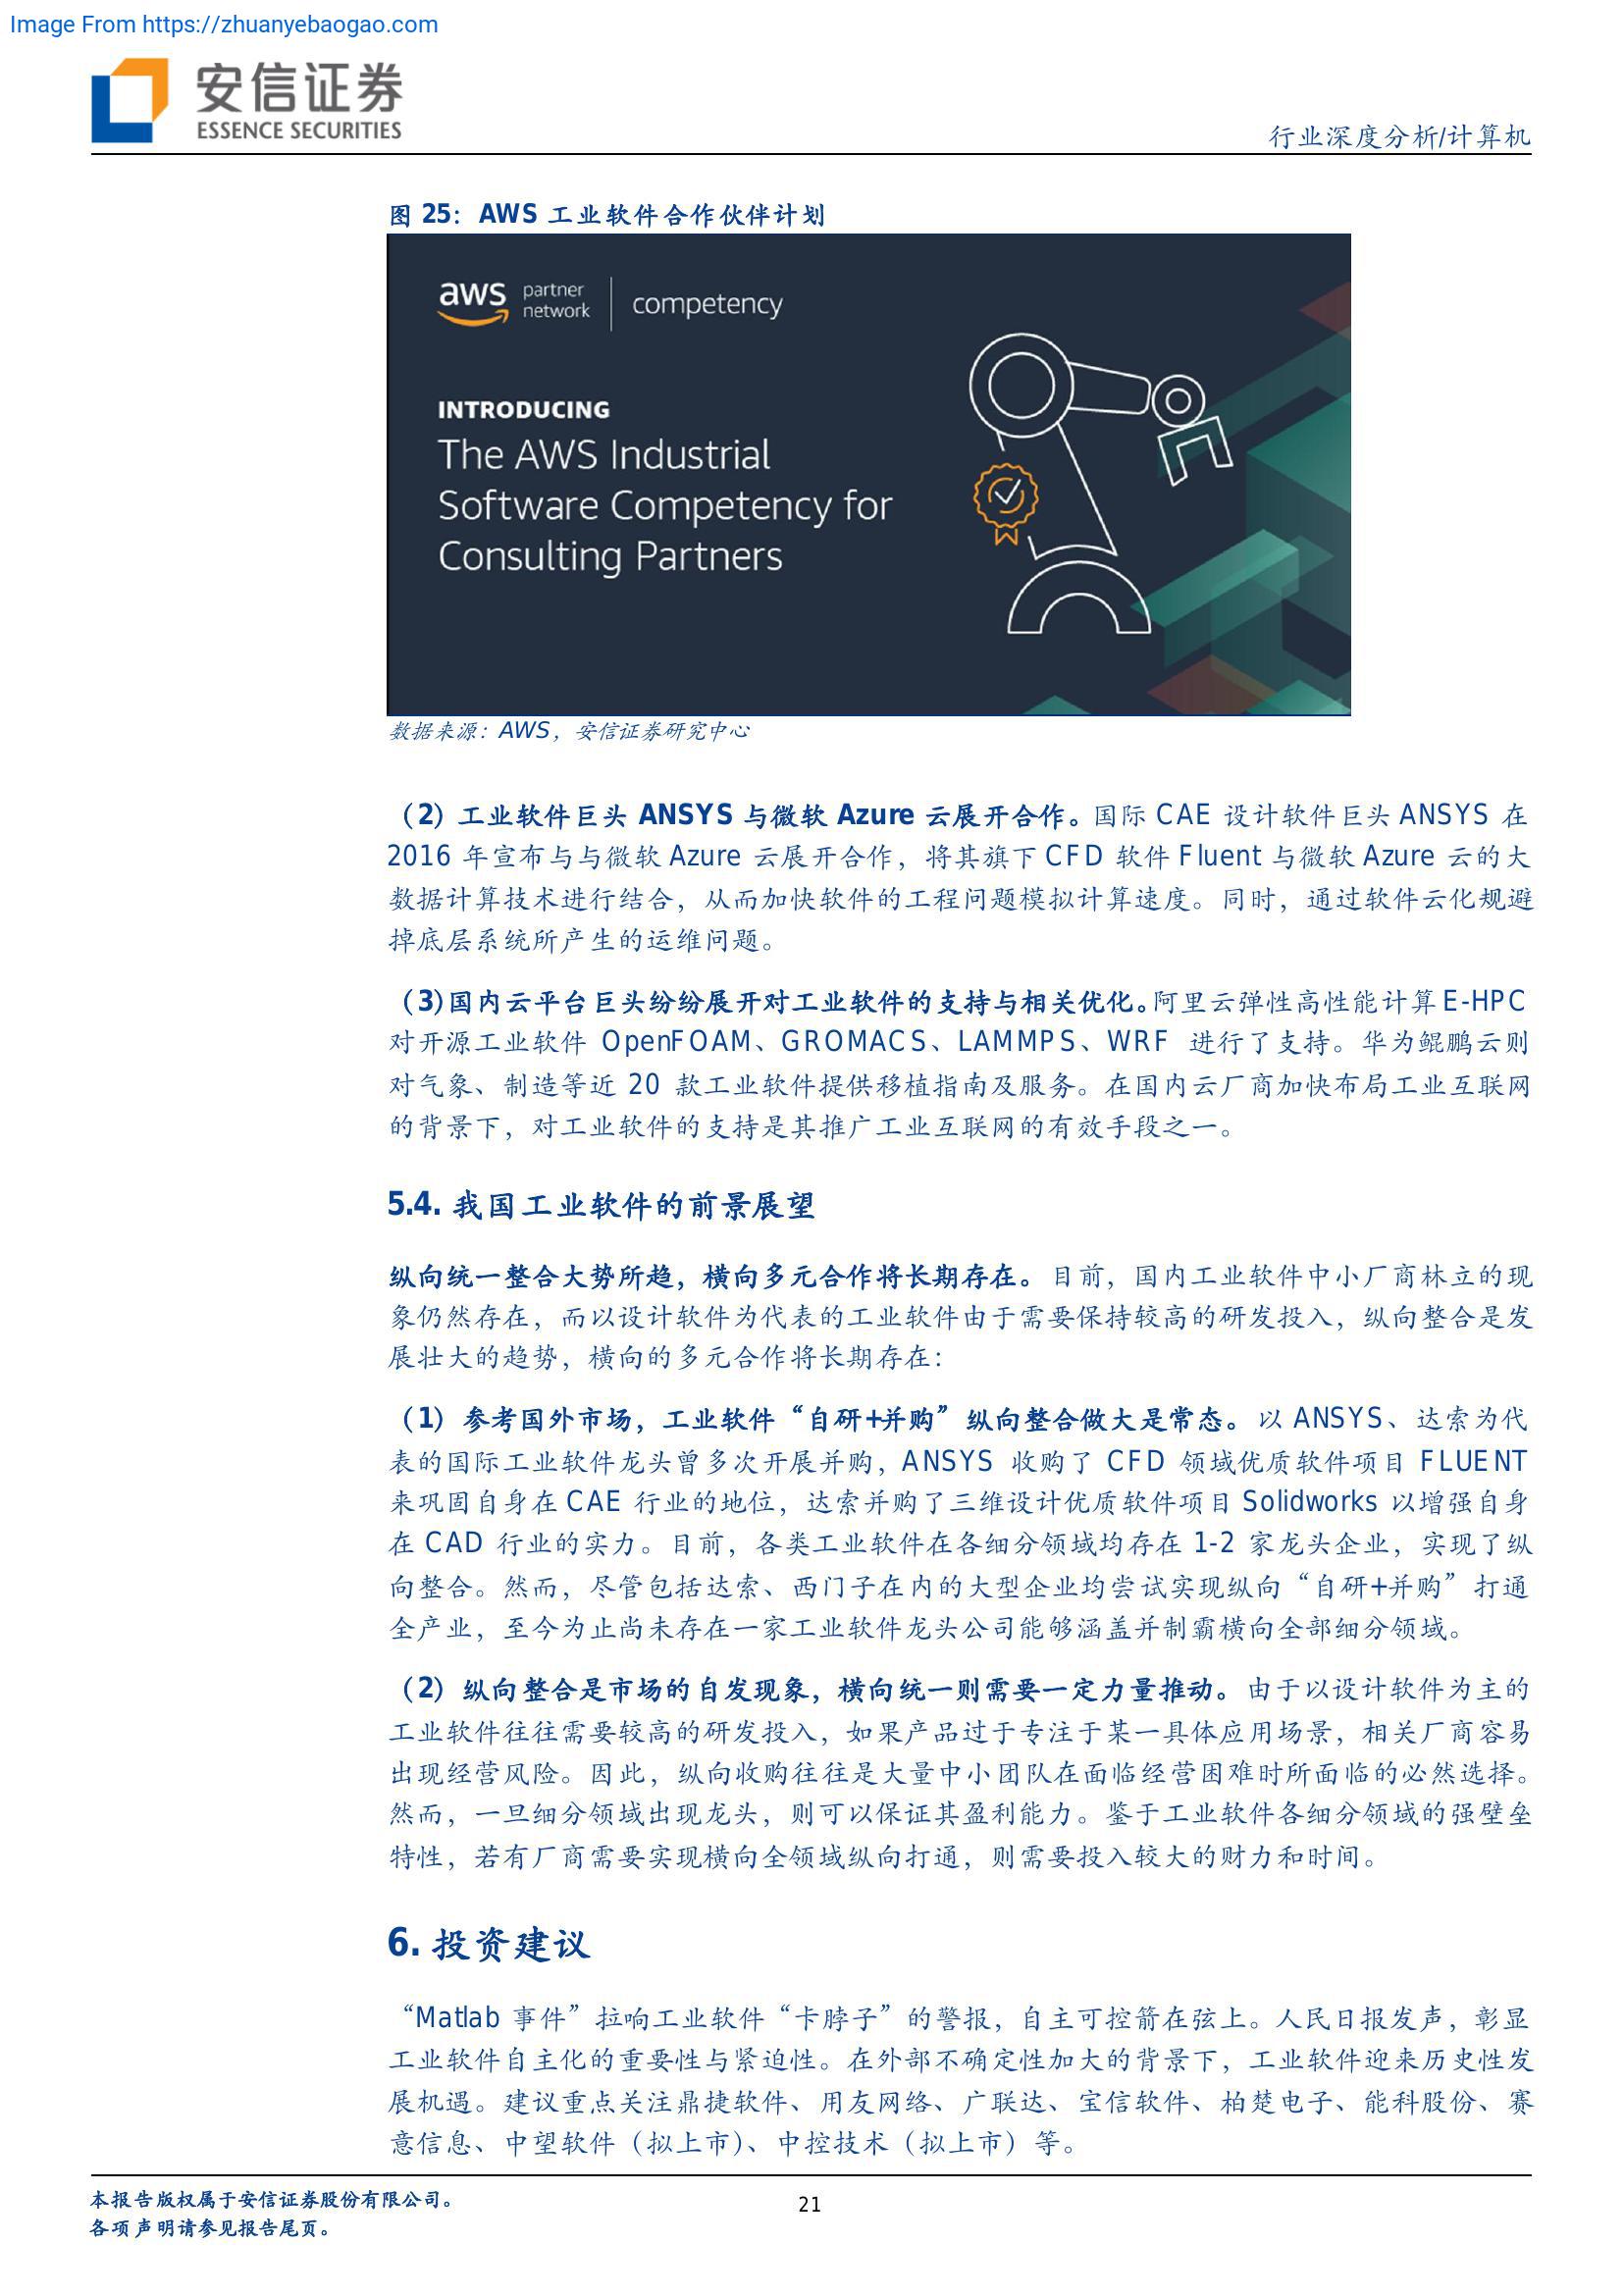 Image From https://zhuanyebaogao.com
安信证券
ESSENCE SECURITIES
行业深度分析/计算机
图 25：AWS 工业软件合作伙伴计划
aws partner network | competency
INTRODUCING
The AWS Industrial
Software Competency for
Consulting Partners
数据来源：AWS，安信证券研究中心
（2）工业软件巨头 ANSYS 与微软 Azure 云展开合作。国际 CAE 设计软件巨头 ANSYS 在
2016 年宣布与与微软 Azure 云展开合作，将其旗下 CFD 软件 Fluent 与微软 Azure 云的大
数据计算技术进行结合，从而加快软件的工程问题模拟计算速度。同时，通过软件云化规避
掉底层系统所产生的运维问题。
（3）国内云平台巨头纷纷展开对工业软件的支持与相关优化。阿里云弹性高性能计算 E-HPC
对开源工业软件 OpenFOAM、GROMACS、LAMMPS、WRF 进行了支持。华为鲲鹏云则
对气象、制造等近 20 款工业软件提供移植指南及服务。在国内云厂商加快布局工业互联网
的背景下，对工业软件的支持是其推广工业互联网的有效手段之一。
5.4. 我国工业软件的前景展望
纵向统一整合大势所趋，横向多元合作将长期存在。目前，国内工业软件中小厂商林立的现
象仍然存在，而以设计软件为代表的工业软件由于需要保持较高的研发投入，纵向整合是发
展壮大的趋势，横向的多元合作将长期存在：
（1）参考国外市场，工业软件“自研+并购”纵向整合做大是常态。以 ANSYS、达索为代
表的国际工业软件龙头曾多次开展并购，ANSYS 收购了 CFD 领域优质软件项目 FLUENT
来巩固自身在 CAE 行业的地位，达索并购了三维设计优质软件项目 Solidworks 以增强自身
在 CAD 行业的实力。目前，各类工业软件在各细分领域均存在 1-2 家龙头企业，实现了纵
向整合。然而，尽管包括达索、西门子在内的大型企业均尝试实现纵向“自研+并购”打通
全产业，至今为止尚未存在一家工业软件龙头公司能够涵盖并制霸横向全部细分领域。
（2）纵向整合是市场的自发现象，横向统一则需要一定力量推动。由于以设计软件为主的
工业软件往往需要较高的研发投入，如果产品过于专注于某一具体应用场景，相关厂商容易
出现经营风险。因此，纵向收购往往是大量中小团队在面临经营困难时所面临的必然选择。
然而，一旦细分领域出现龙头，则可以保证其盈利能力。鉴于工业软件各细分领域的强壁垒
特性，若有厂商需要实现横向全领域纵向打通，则需要投入较大的财力和时间。
6. 投资建议
“Matlab 事件”拉响工业软件“卡脖子”的警报，自主可控箭在弦上。人民日报发声，彰显
工业软件自主化的重要性与紧迫性。在外部不确定性加大的背景下，工业软件迎来历史性发
展机遇。建议重点关注鼎捷软件、用友网络、广联达、宝信软件、柏楚电子、能科股份、赛
意信息、中望软件（拟上市）、中控技术（拟上市）等。
本报告版权属于安信证券股份有限公司。
各项声明请参见报告尾页。
21